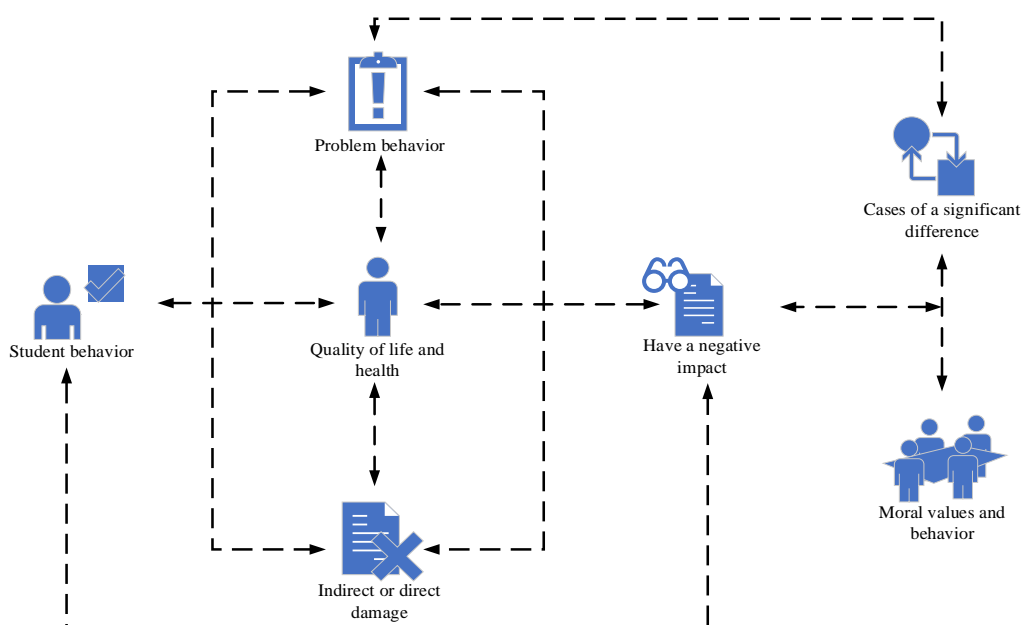 Problem behavior
Cases of a significant
difference
Student behavior
Quality of life and
health
Have a negative
impact
Moral values and
behavior
Indirect or direct
damage